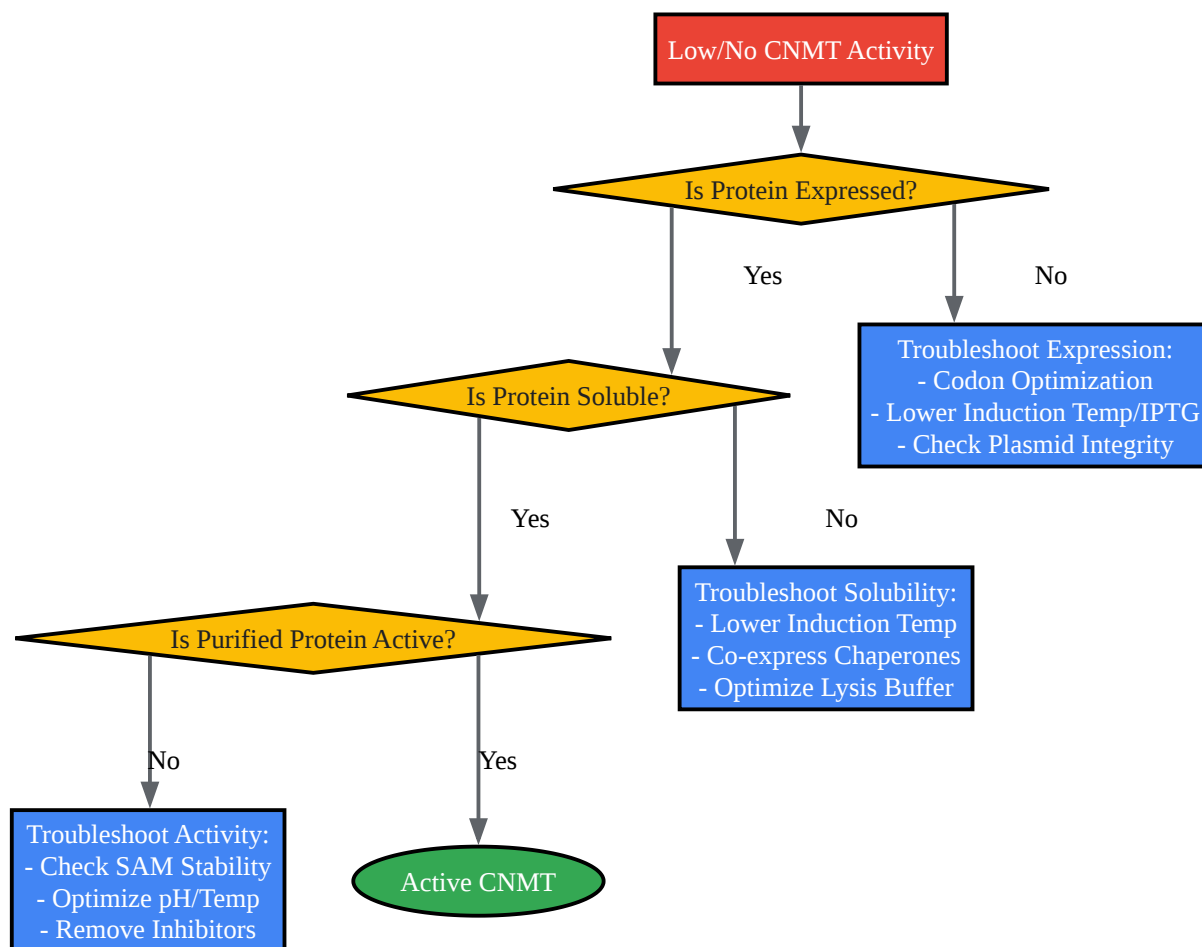 Low/No CNMT Activity
Is Protein Expressed?
Yes
No
Troubleshoot Expression:
- Codon Optimization
- Lower Induction Temp/IPTG
- Check Plasmid Integrity
Is Protein Soluble?
Yes
No
Troubleshoot Solubility:
- Lower Induction Temp
- Co-express Chaperones
- Optimize Lysis Buffer
Is Purified Protein Active?
No
Yes
Troubleshoot Activity:
- Check SAM Stability
- Optimize pH/Temp
- Remove Inhibitors
Active CNMT